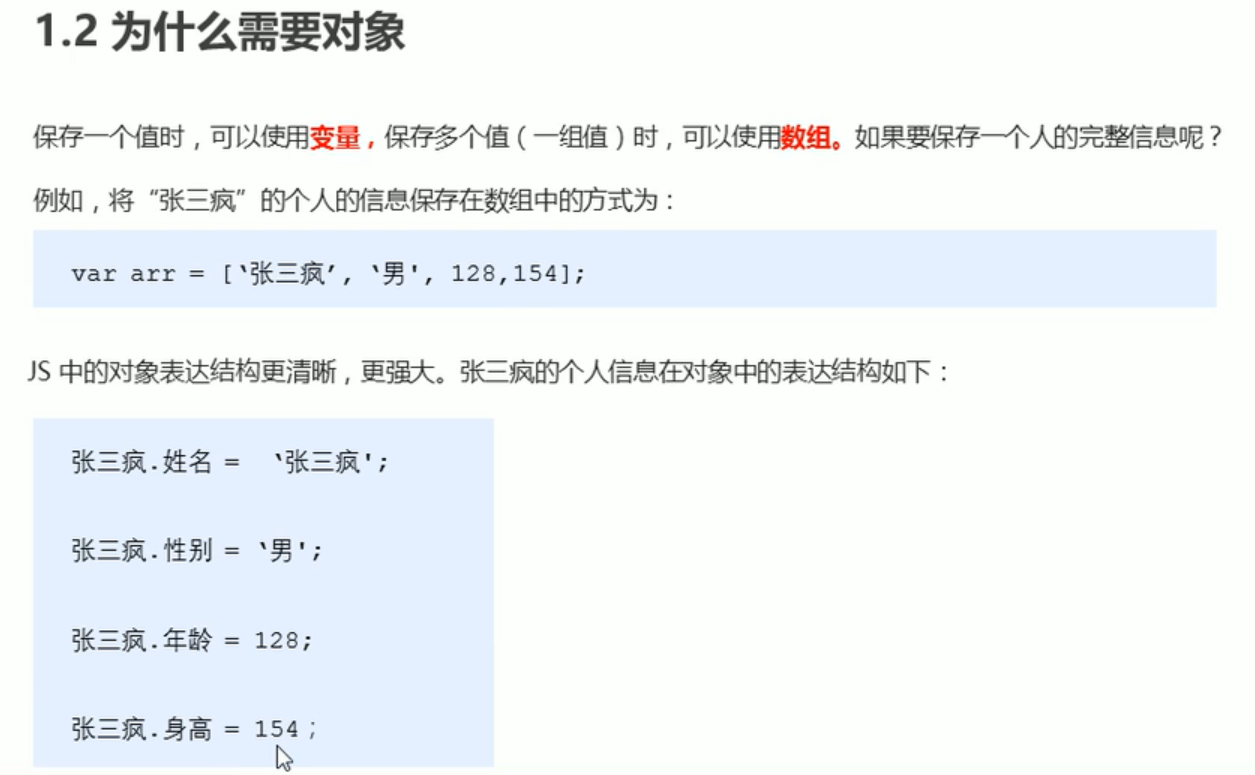 1.2 为什么需要对象
保存一个值时，可以使用变量，保存多个值（一组值）时，可以使用数组。如果要保存一个人的完整信息呢？
例如，将“张三疯”的个人的信息保存在数组中的方式为：
var arr = [‘张三疯’, ‘男', 128,154];
JS 中的对象表达结构更清晰，更强大。张三疯的个人信息在对象中的表达结构如下：
张三疯.姓名 = ‘张三疯';
张三疯.性别 = ‘男';
张三疯.年龄 = 128;
张三疯.身高 = 154；